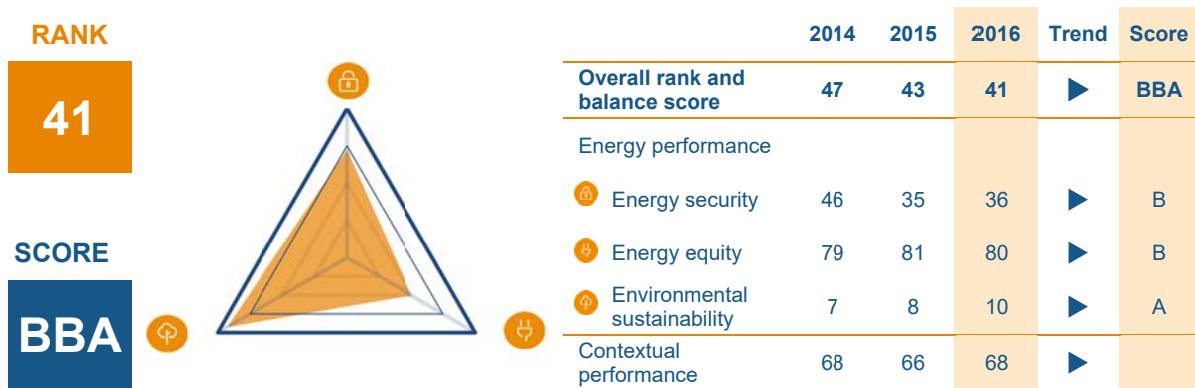 RANK
41
SCORE
BBA
2014 2015 2016 Trend Score
Overall rank and
balance score 47 43 41 BBA
Energy performance
Energy security 46 35 36 B
Energy equity 79 81 80 B
Environmental
sustainability 7 8 10 A
Contextual
performance 68 66 68